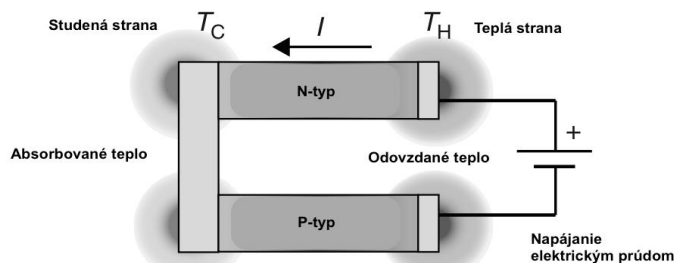 Studená strana
T_C
I
T_H
Teplá strana
N-typ
Absorbované teplo
Odovzdané teplo
+
P-typ
Napájanie
elektrickým prúdom